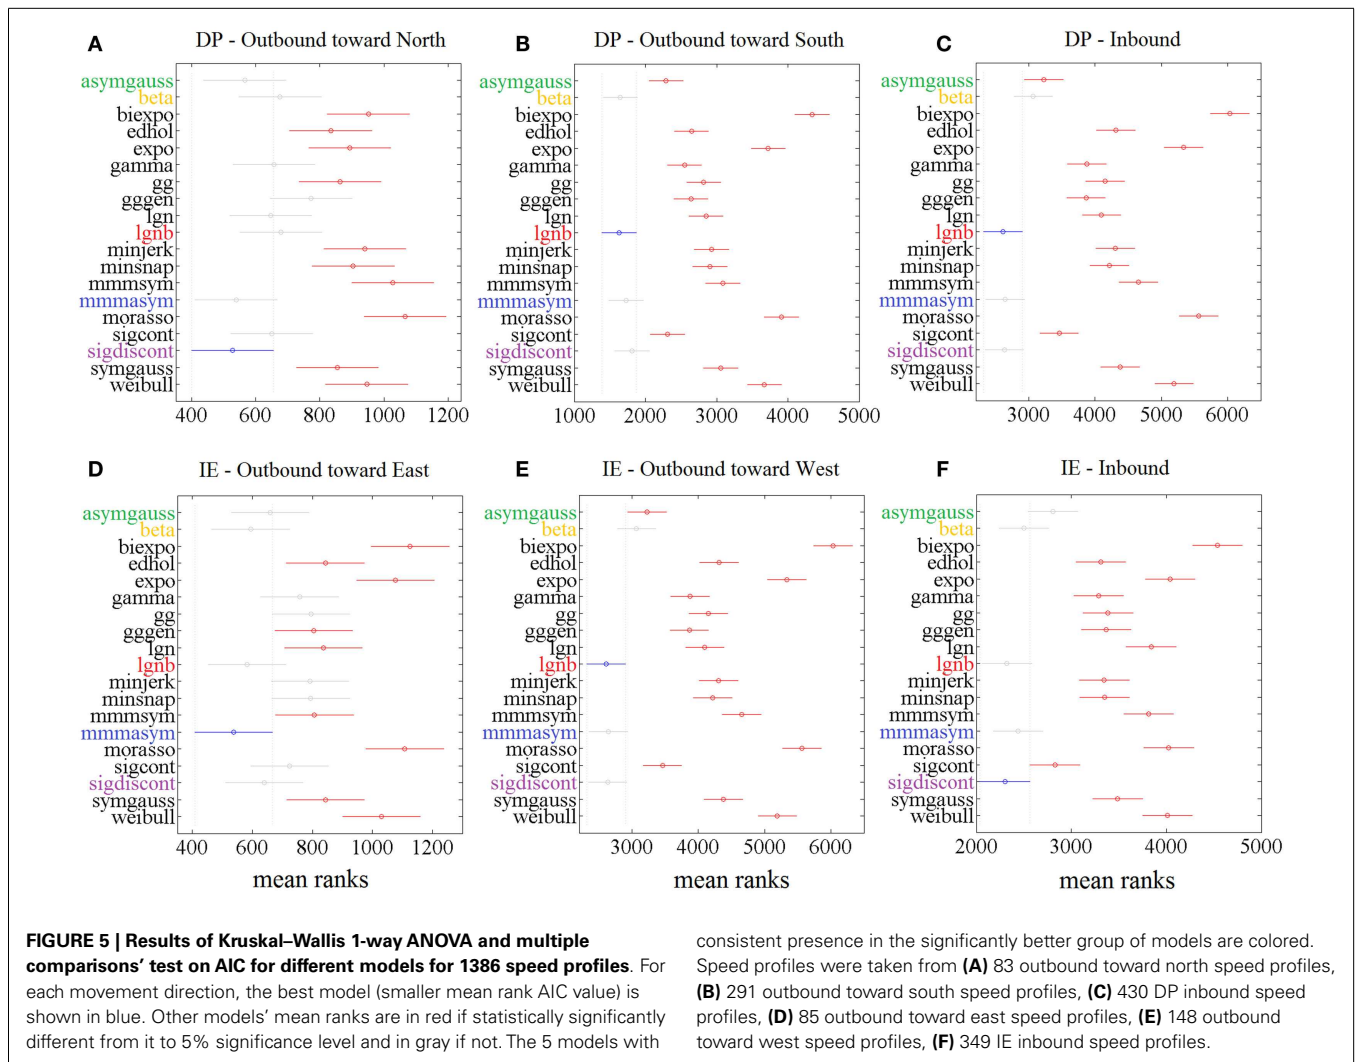 A DP - Outbound toward North
asymgauss
beta
biexpo
edhol
expo
gamma
gg
gggen
lgn
lgnb
minjerk
minsnap
mmmsym
mmmasym
morasso
sigcont
sigdiscont
symgauss
weibull
400 600 800 1000 1200
B DP - Outbound toward South
asymgauss
beta
biexpo
edhol
expo
gamma
gg
gggen
lgn
lgnb
minjerk
minsnap
mmmsym
mmmasym
morasso
sigcont
sigdiscont
symgauss
weibull
1000 2000 3000 4000 5000
C DP - Inbound
asymgauss
beta
biexpo
edhol
expo
gamma
gg
gggen
lgn
lgnb
minjerk
minsnap
mmmsym
mmmasym
morasso
sigcont
sigdiscont
symgauss
weibull
3000 4000 5000 6000
D IE - Outbound toward East
asymgauss
beta
biexpo
edhol
expo
gamma
gg
gggen
lgn
lgnb
minjerk
minsnap
mmmsym
mmmasym
morasso
sigcont
sigdiscont
symgauss
weibull
400 600 800 1000 1200
mean ranks
E IE - Outbound toward West
asymgauss
beta
biexpo
edhol
expo
gamma
gg
gggen
lgn
lgnb
minjerk
minsnap
mmmsym
mmmasym
morasso
sigcont
sigdiscont
symgauss
weibull
3000 4000 5000 6000
mean ranks
F IE - Inbound
asymgauss
beta
biexpo
edhol
expo
gamma
gg
gggen
lgn
lgnb
minjerk
minsnap
mmmsym
mmmasym
morasso
sigcont
sigdiscont
symgauss
weibull
2000 3000 4000 5000
mean ranks
FIGURE 5 | Results of Kruskal–Wallis 1-way ANOVA and multiple
comparisons’ test on AIC for different models for 1386 speed profiles. For
each movement direction, the best model (smaller mean rank AIC value) is
shown in blue. Other models’ mean ranks are in red if statistically significantly
different from it to 5% significance level and in gray if not. The 5 models with
consistent presence in the significantly better group of models are colored.
Speed profiles were taken from (A) 83 outbound toward north speed profiles,
(B) 291 outbound toward south speed profiles, (C) 430 DP inbound speed
profiles, (D) 85 outbound toward east speed profiles, (E) 148 outbound
toward west speed profiles, (F) 349 IE inbound speed profiles.